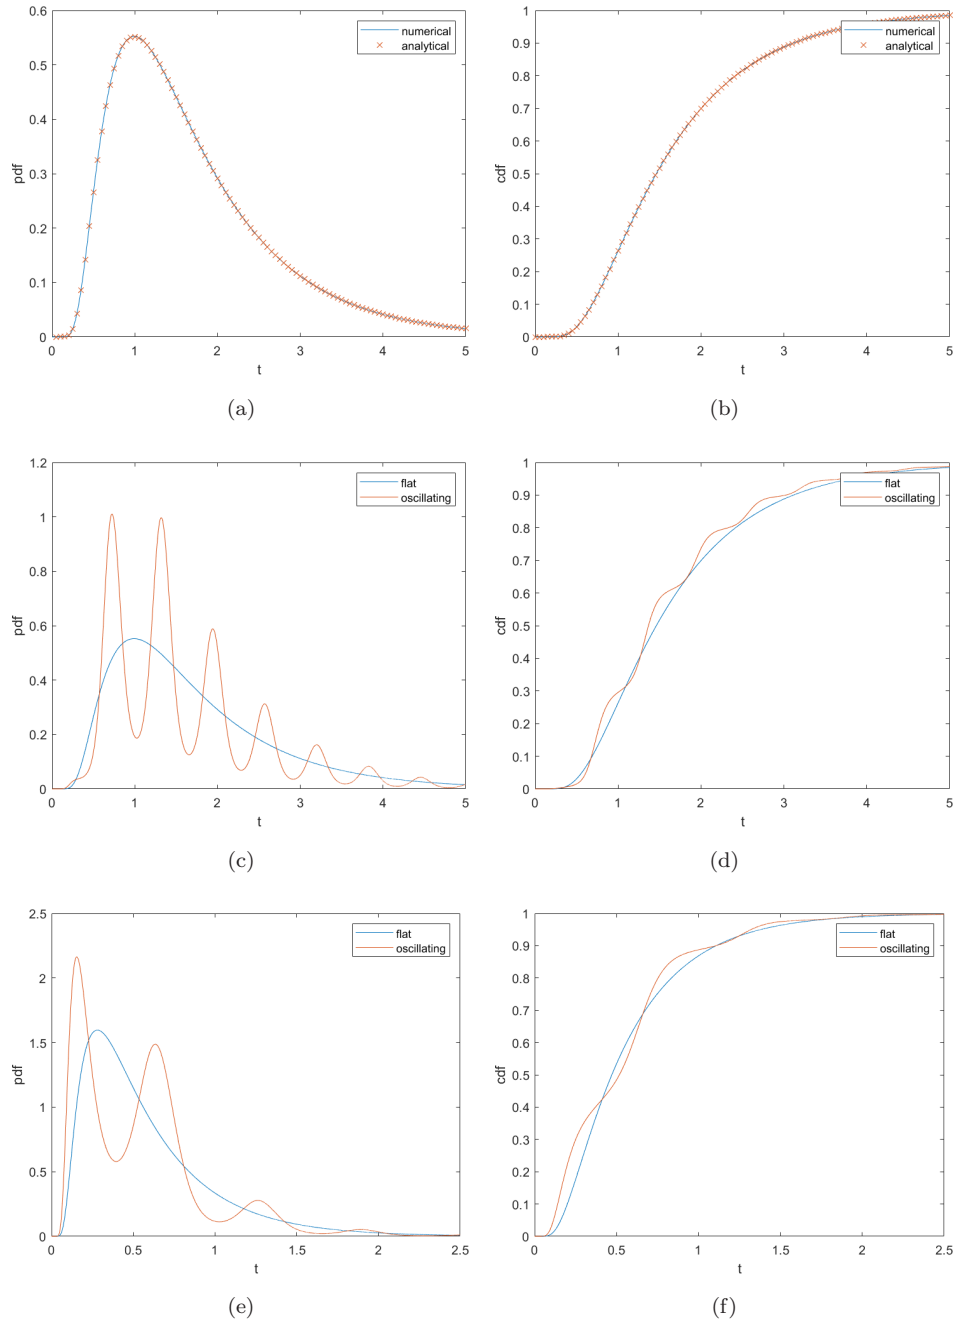 0.6
0.5
0.4
0.3
0.2
0.1
0
pdf
0 1 2 3 4 5
t
numerical
analytical
(a)
1
0.9
0.8
0.7
0.6
0.5
0.4
0.3
0.2
0.1
0
cdf
0 1 2 3 4 5
t
numerical
analytical
(b)
1.2
1
0.8
0.6
0.4
0.2
0
pdf
0 1 2 3 4 5
t
flat
oscillating
(c)
1
0.9
0.8
0.7
0.6
0.5
0.4
0.3
0.2
0.1
0
cdf
0 1 2 3 4 5
t
flat
oscillating
(d)
2.5
2
1.5
1
0.5
0
pdf
0 0.5 1 1.5 2 2.5
t
flat
oscillating
(e)
1
0.9
0.8
0.7
0.6
0.5
0.4
0.3
0.2
0.1
0
cdf
0 0.5 1 1.5 2 2.5
t
flat
oscillating
(f)